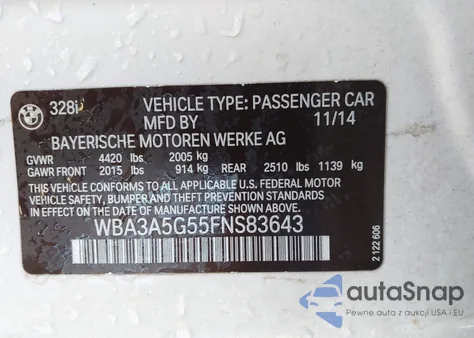 328i
VEHICLE TYPE: PASSENGER CAR
MFD BY 11/14
BAYERISCHE MOTOREN WERKE AG
GVWR 4420 lbs 2005 kg
GAWR FRONT 2015 lbs 914 kg REAR 2510 lbs 1139 kg
THIS VEHICLE CONFORMS TO ALL APPLICABLE U.S. FEDERAL MOTOR
VEHICLE SAFETY, BUMPER AND THEFT PREVENTION STANDARDS IN
EFFECT ON THE DATE OF MANUFACTURE SHOWN ABOVE.
WBA3A5G55FNS83643
2 122 606
autoSnap
Pewne auta z aukcji USA i EU